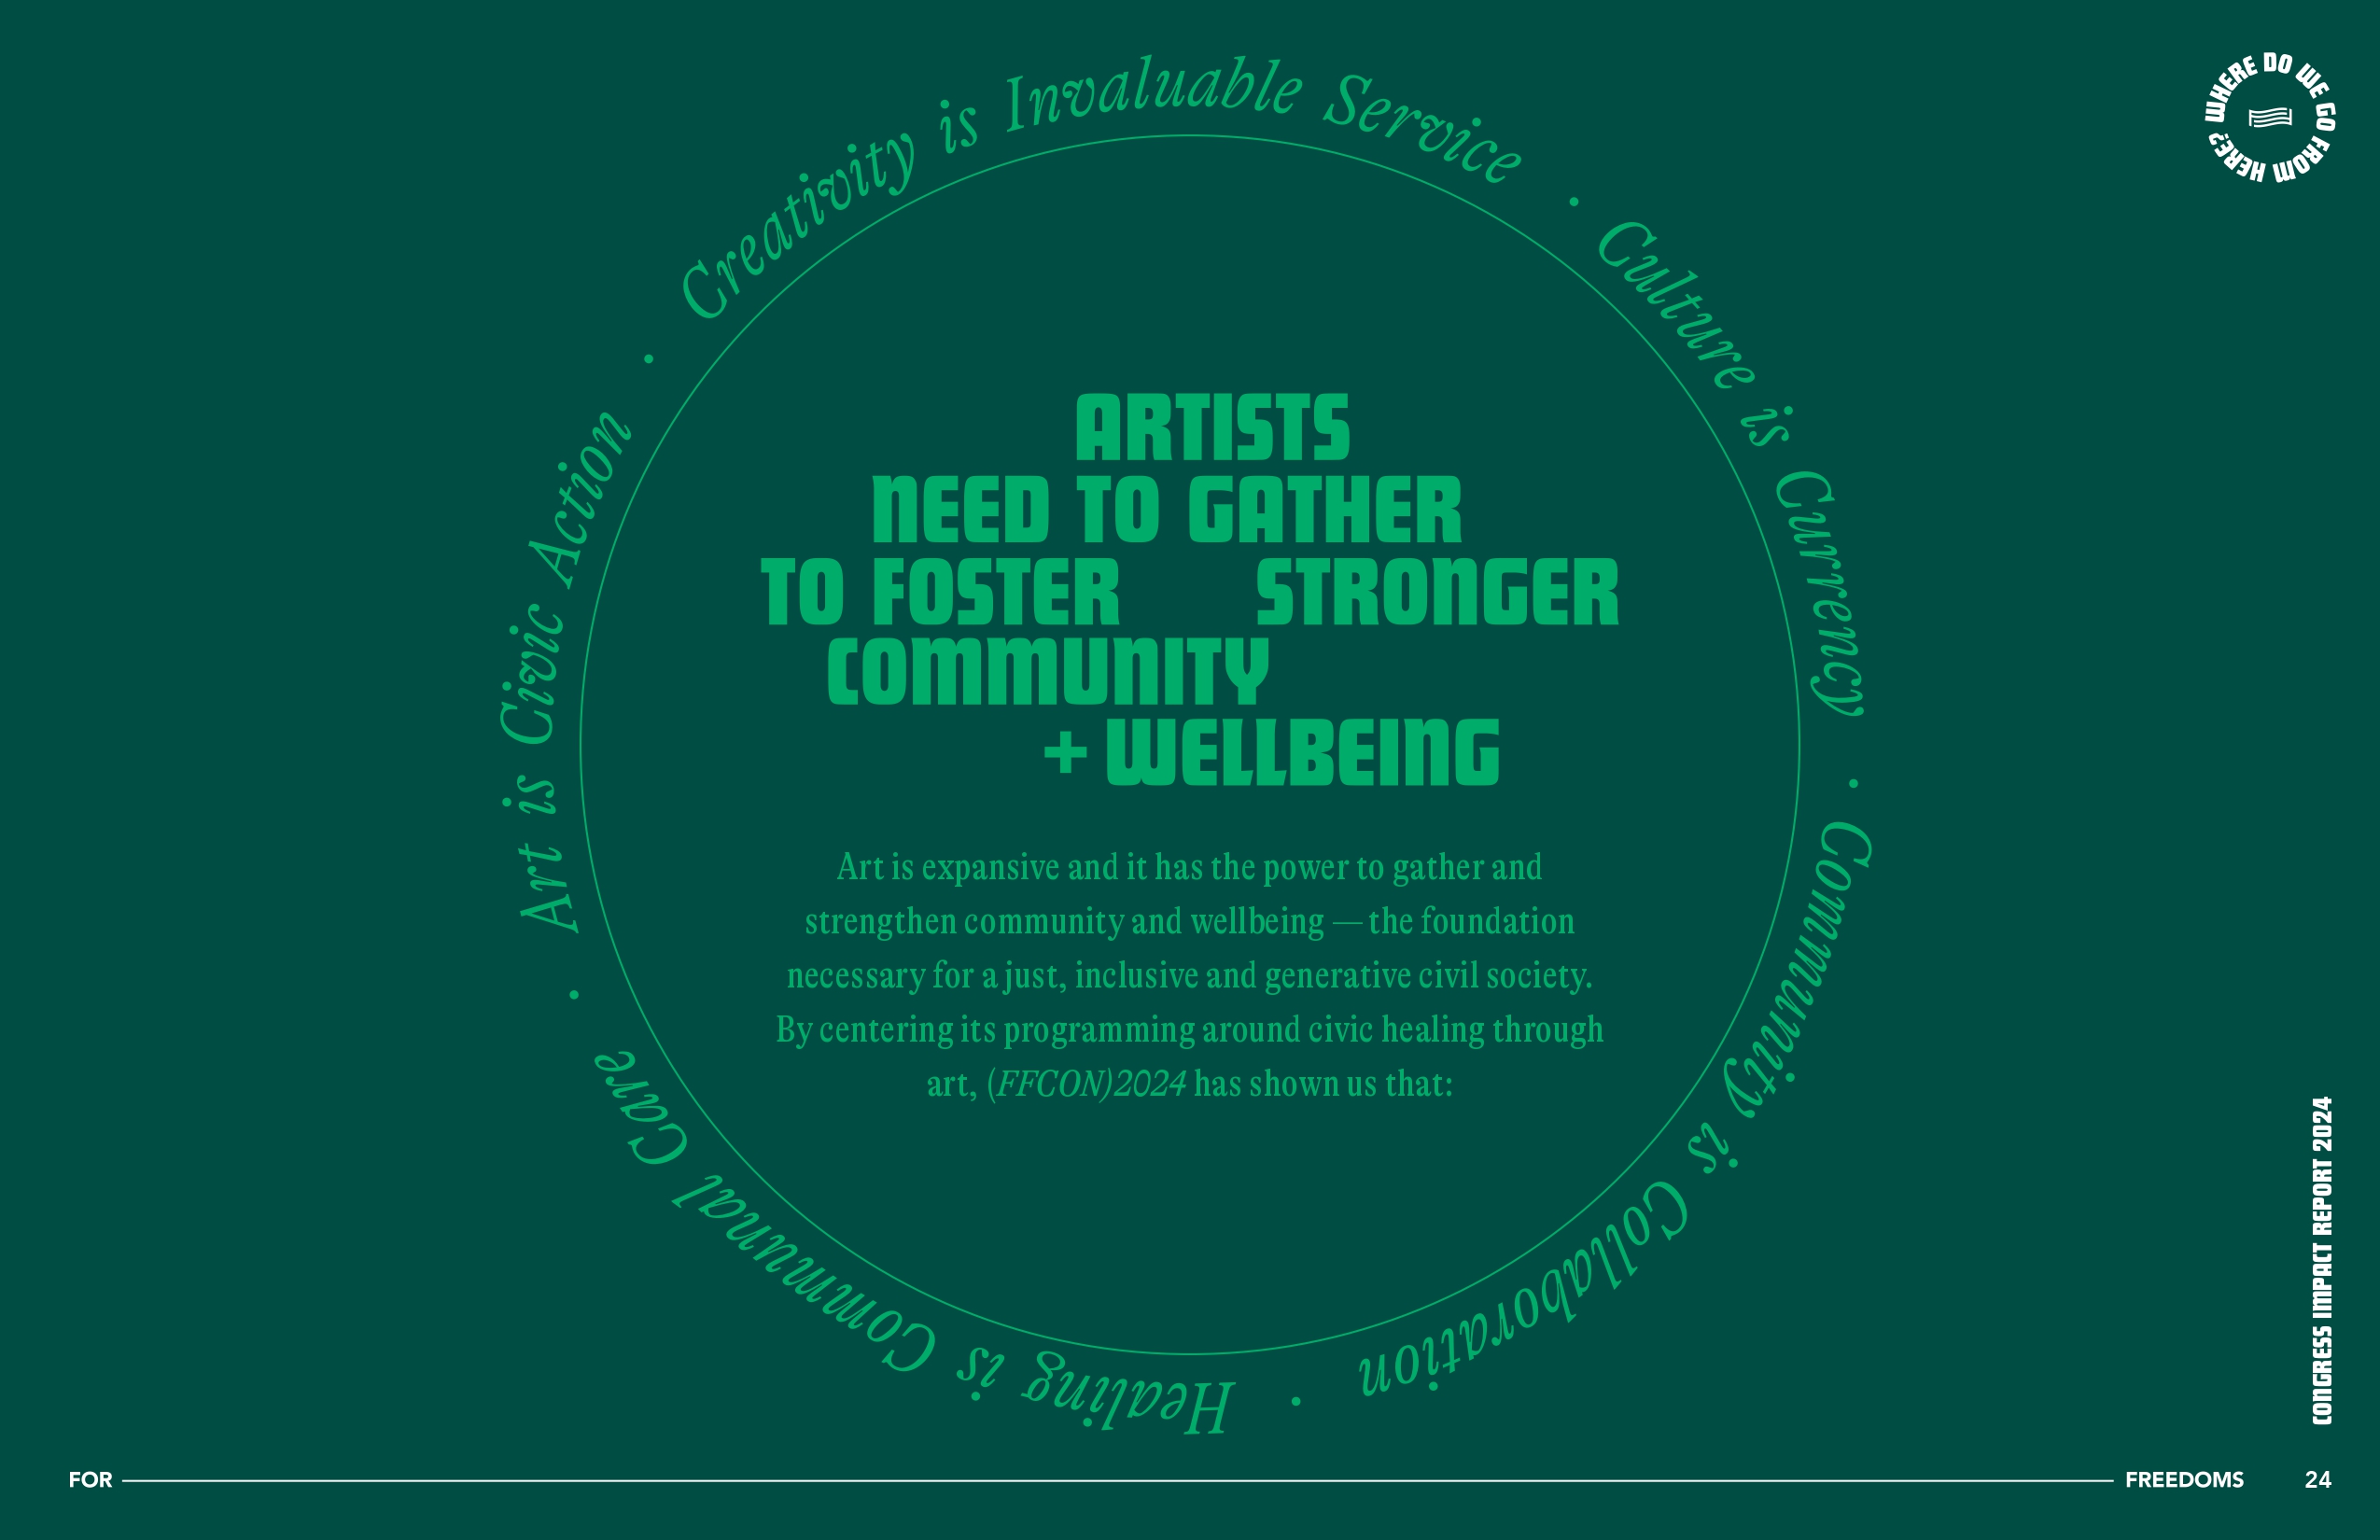 Creativity is Invaluable Service · Culture is Currency · Community is Collaboration · Healing is Communal Care · Art is Civic Action ·
WHERE DO WE GO FROM HERE?
ARTISTS
NEED TO GATHER
TO FOSTER STRONGER
COMMUNITY
+ WELLBEING
Art is expansive and it has the power to gather and
strengthen community and wellbeing — the foundation
necessary for a just, inclusive and generative civil society.
By centering its programming around civic healing through
art, (FFCON)2024 has shown us that:
CONGRESS IMPACT REPORT 2024
FOR FREEDOMS 24